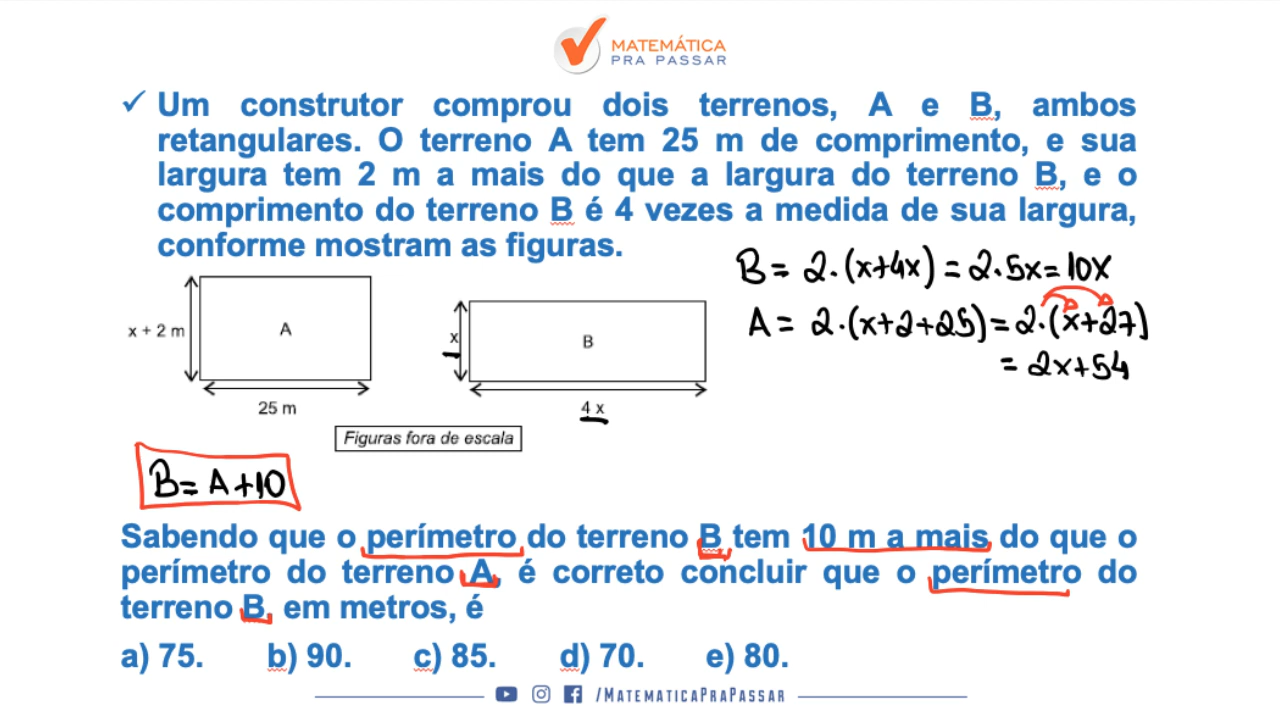 MATEMÁTICA
PRA PASSAR
✓ Um construtor comprou dois terrenos, A e B, ambos
retangulares. O terreno A tem 25 m de comprimento, e sua
largura tem 2 m a mais do que a largura do terreno B, e o
comprimento do terreno B é 4 vezes a medida de sua largura,
conforme mostram as figuras.
B = 2.(x+4x) = 2.5x = 10x
A = 2.(x+2+25) = 2.(x+27)
= 2x+54
x + 2 m
A
25 m
x
B
4 x
Figuras fora de escala
B = A+10
Sabendo que o perímetro do terreno B tem 10 m a mais do que o
perímetro do terreno A, é correto concluir que o perímetro do
terreno B, em metros, é
a) 75. b) 90. c) 85. d) 70. e) 80.
/MATEMATICAPRAPASSAR